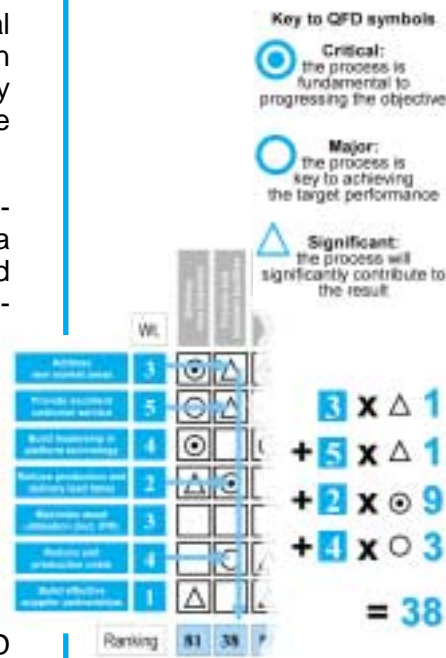 al
n
y
e
-
a
d
-
Key to QFD symbols
Critical:
the process is
fundamental to
progressing the objective
Major:
the process is
key to achieving
the target performance
Significant:
the process will
significantly contribute to
the result
Wt.
Address
new market areas 3
Provide excellent
customer service 5
Build leadership in
platform technology 4
Reduce production and
delivery lead times 2
Maximise asset 3
Reduce unit
production costs 4
Build effective
supplier partnerships 1
Ranking 81 38
3 x △ 1
+ 5 x △ 1
+ 2 x ⊙ 9
+ 4 x ○ 3
= 38
D